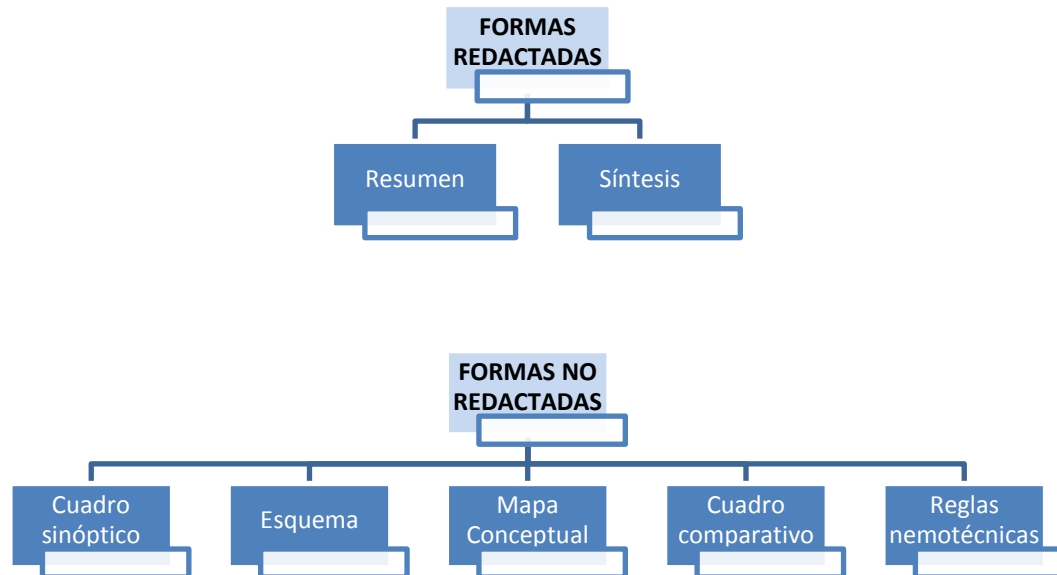 FORMAS
REDACTADAS
Resumen
Síntesis
FORMAS NO
REDACTADAS
Cuadro
sinóptico
Esquema
Mapa
Conceptual
Cuadro
comparativo
Reglas
nemotécnicas